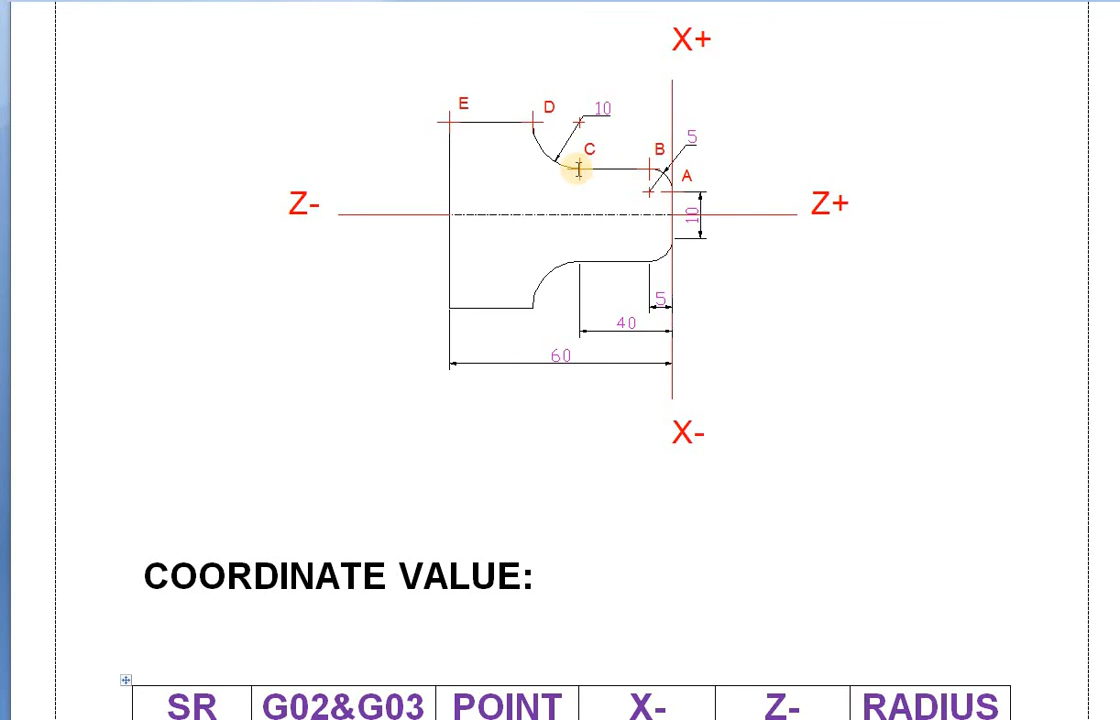 X+
E
D
10
5
C
B
A
Z-
10
Z+
5
40
60
X-
COORDINATE VALUE:
SR G02&G03 POINT X- Z- RADIUS